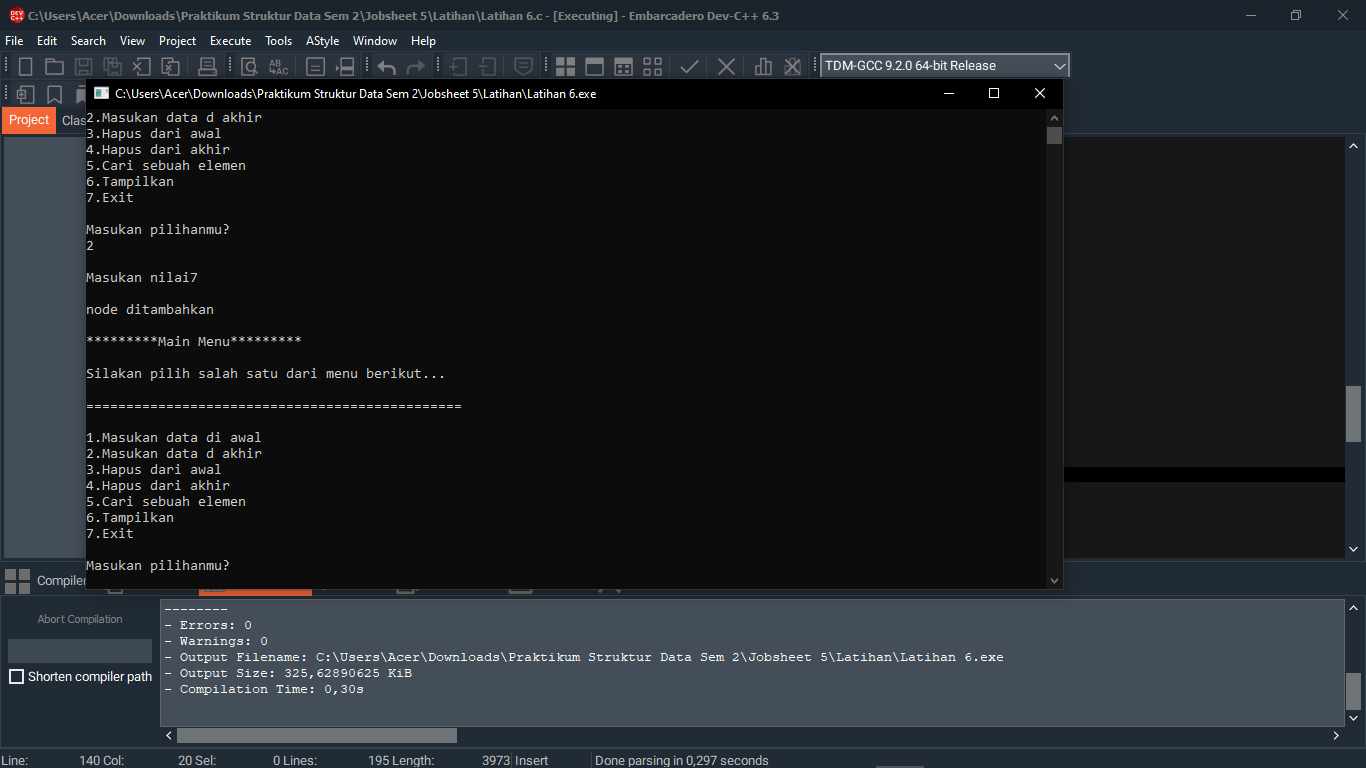 C:\Users\Acer\Downloads\Praktikum Struktur Data Sem 2\Jobsheet 5\Latihan\Latihan 6.c - [Executing] - Embarcadero Dev-C++ 6.3
File Edit Search View Project Execute Tools AStyle Window Help
TDM-GCC 9.2.0 64-bit Release
C:\Users\Acer\Downloads\Praktikum Struktur Data Sem 2\Jobsheet 5\Latihan\Latihan 6.exe
Project
2.Masukan data d akhir
3.Hapus dari awal
4.Hapus dari akhir
5.Cari sebuah elemen
6.Tampilkan
7.Exit
Masukan pilihanmu?
2
Masukan nilai7
node ditambahkan
*********Main Menu*********
Silakan pilih salah satu dari menu berikut...
===============================================
1.Masukan data di awal
2.Masukan data d akhir
3.Hapus dari awal
4.Hapus dari akhir
5.Cari sebuah elemen
6.Tampilkan
7.Exit
Masukan pilihanmu?
Compiler
Abort Compilation
Shorten compiler path
--------
- Errors: 0
- Warnings: 0
- Output Filename: C:\Users\Acer\Downloads\Praktikum Struktur Data Sem 2\Jobsheet 5\Latihan\Latihan 6.exe
- Output Size: 325,62890625 KiB
- Compilation Time: 0,30s
Line: 140 Col: 20 Sel: 0 Lines: 195 Length: 3973 Insert Done parsing in 0,297 seconds